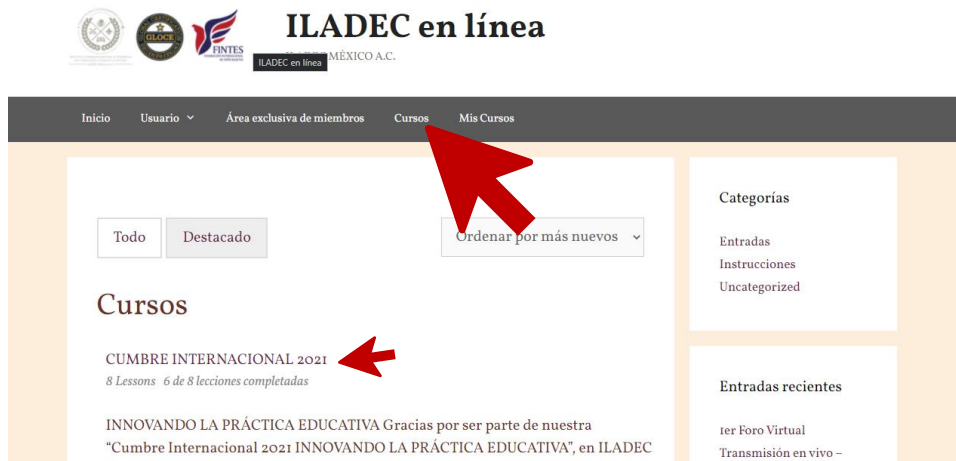 ILADEC en línea
GLOCE
FINTES
ILADEC en línea
MÉXICO A.C.
Inicio Usuario Área exclusiva de miembros Cursos Mis Cursos
Todo Destacado
Ordenar por más nuevos
Cursos
CUMBRE INTERNACIONAL 2021
8 Lessons 6 de 8 lecciones completadas
INNOVANDO LA PRÁCTICA EDUCATIVA Gracias por ser parte de nuestra
“Cumbre Internacional 2021 INNOVANDO LA PRÁCTICA EDUCATIVA”, en ILADEC
Categorías
Entradas
Instrucciones
Uncategorized
Entradas recientes
1er Foro Virtual
Transmisión en vivo –